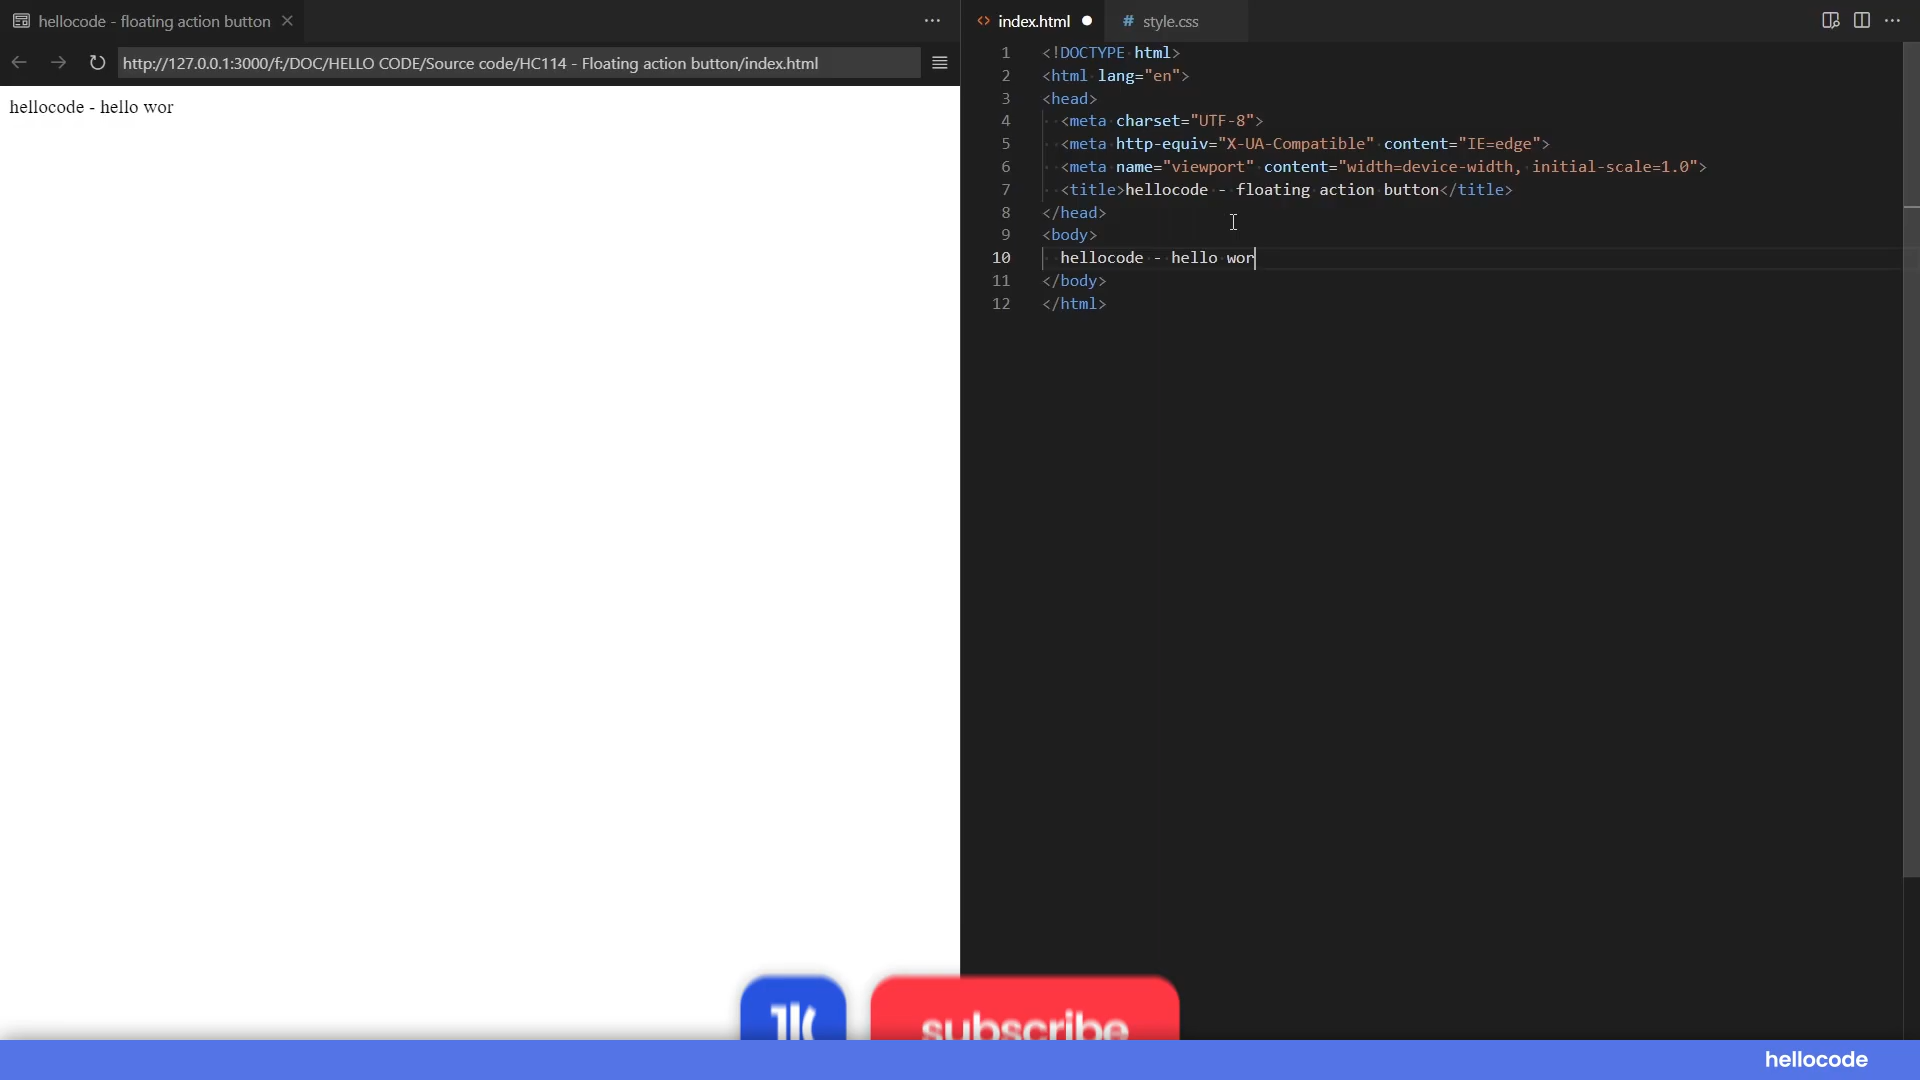 hellocode - floating action button
index.html
# style.css
http://127.0.0.1:3000/f:/DOC/HELLO CODE/Source code/HC114 - Floating action button/index.html
hellocode - hello wor
1 <!DOCTYPE html>
2 <html lang="en">
3 <head>
4 <meta charset="UTF-8">
5 <meta http-equiv="X-UA-Compatible" content="IE=edge">
6 <meta name="viewport" content="width=device-width, initial-scale=1.0">
7 <title>hellocode - floating action button</title>
8 </head>
9 <body>
10 hellocode - hello wor
11 </body>
12 </html>
subscribe
hellocode